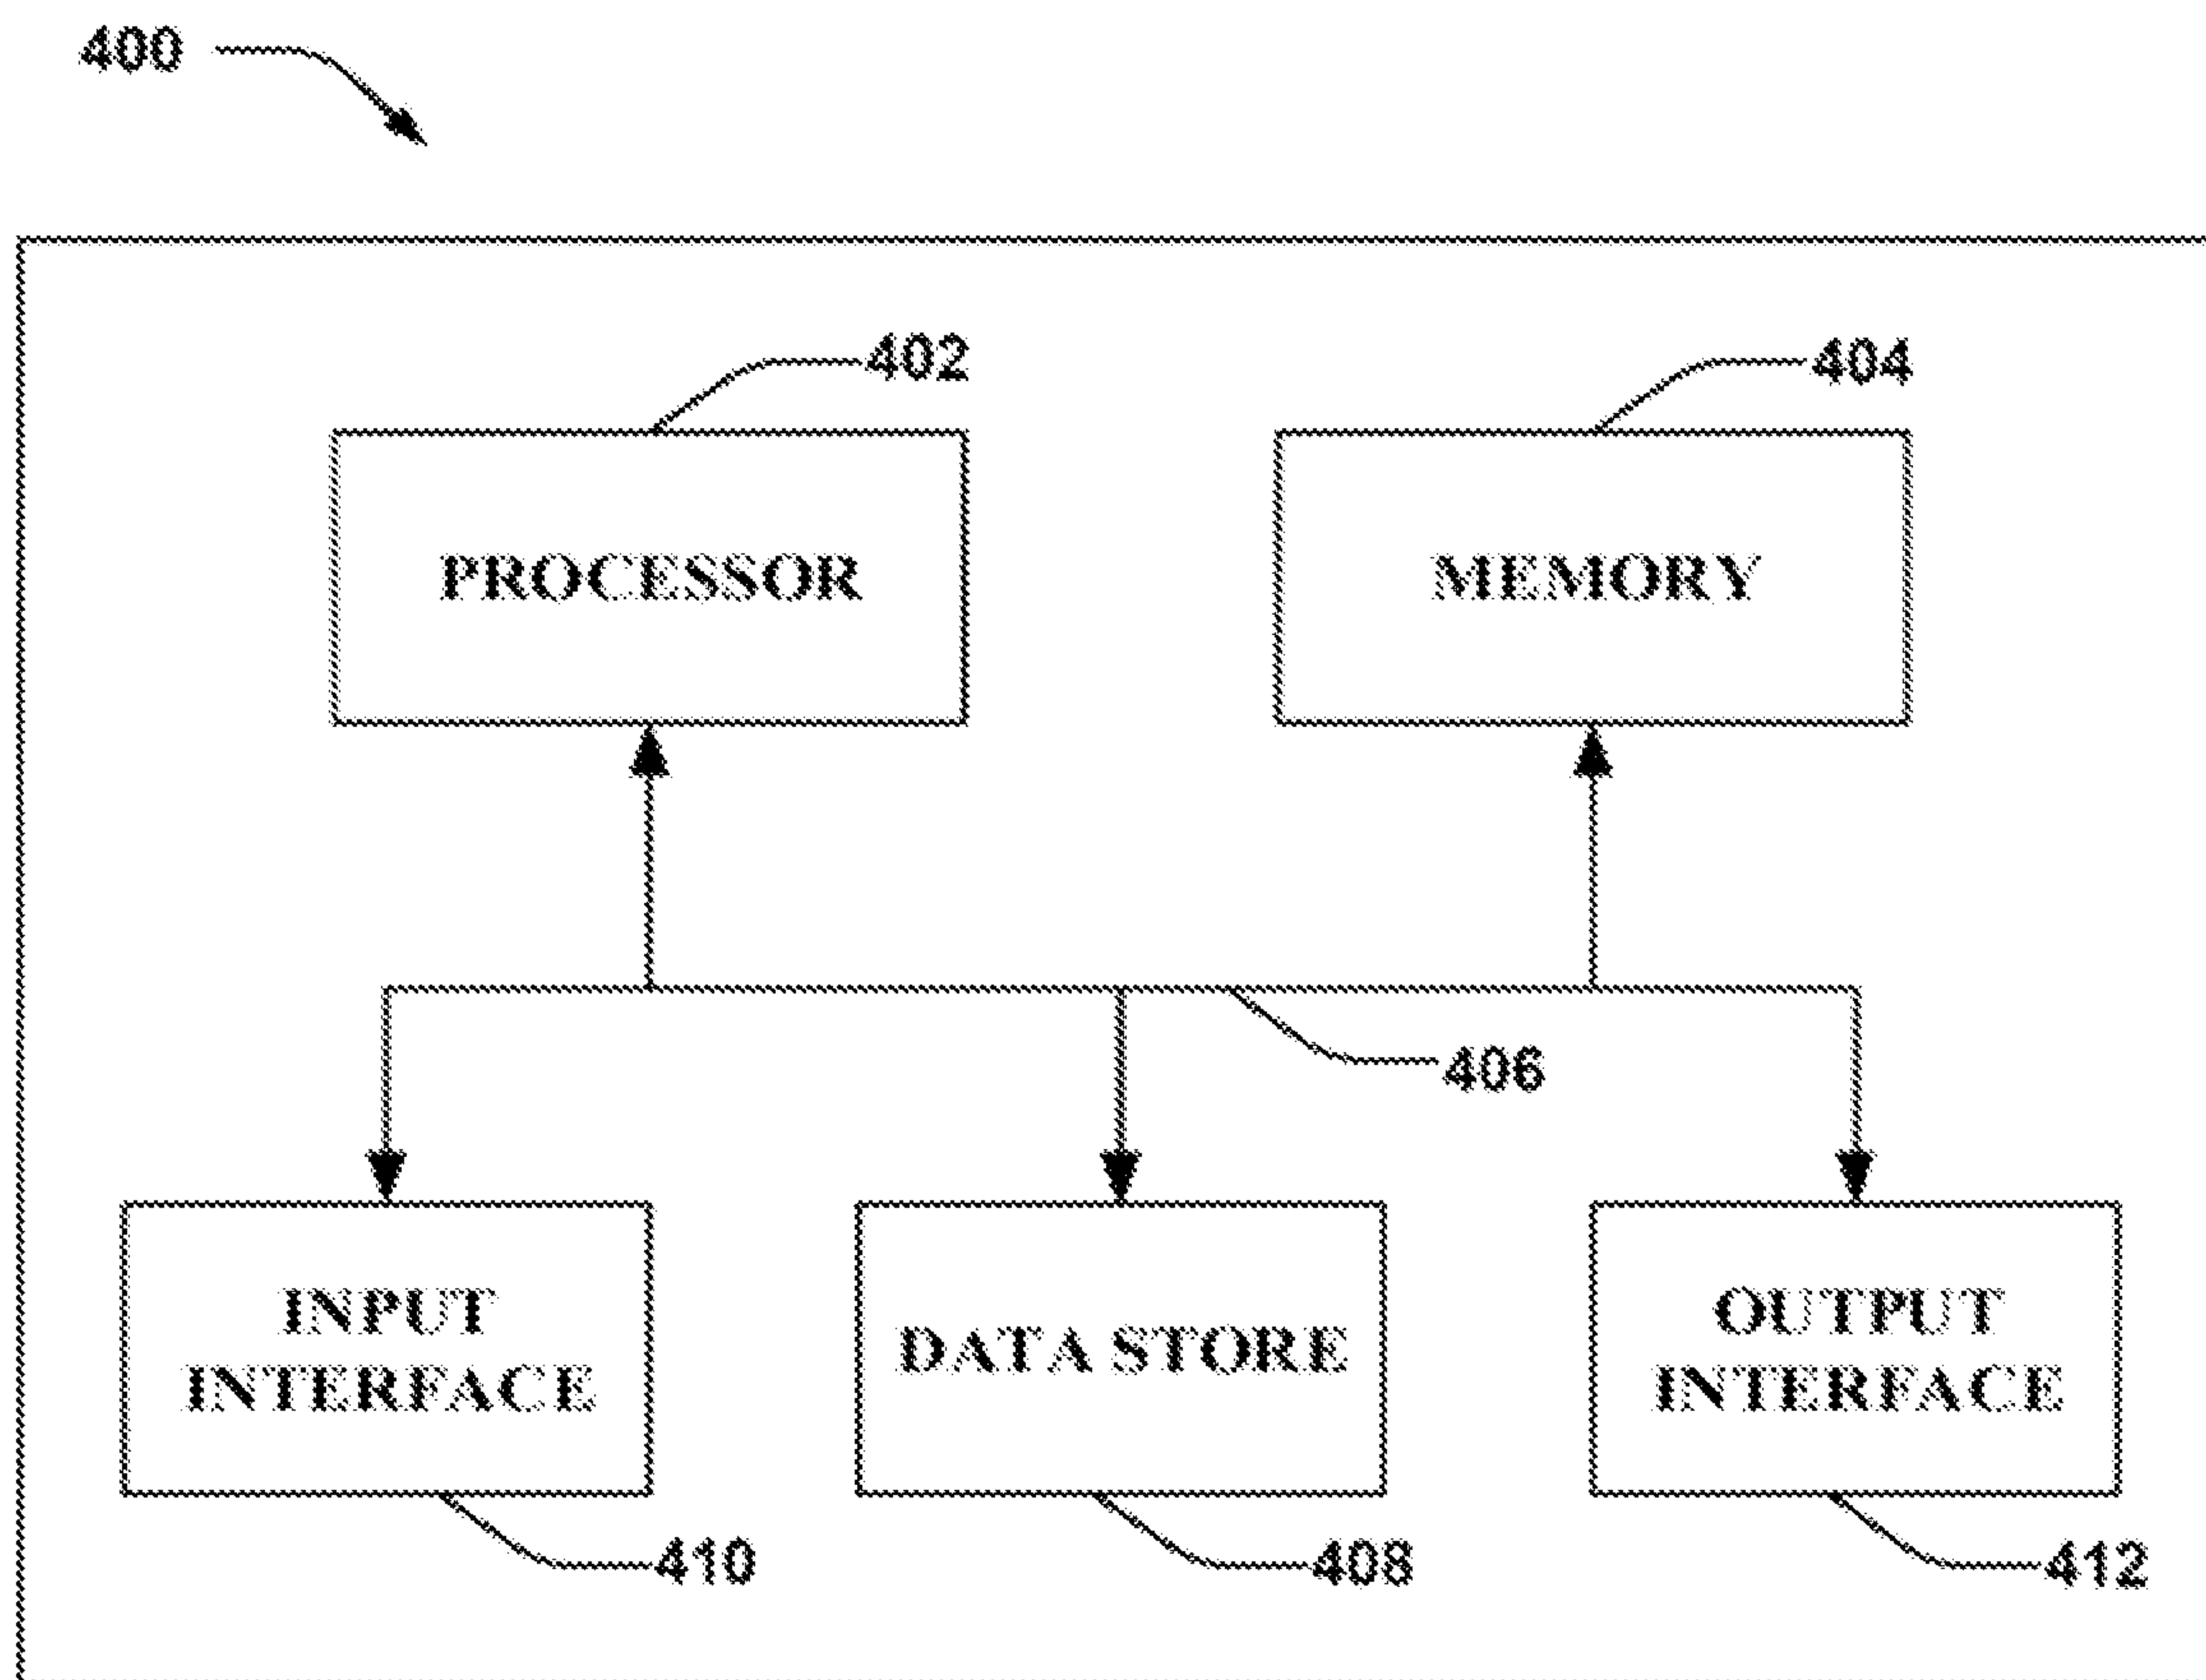 400
402
404
PROCESSOR
MEMORY
406
INPUT
INTERFACE
DATA STORE
OUTPUT
INTERFACE
410
408
412